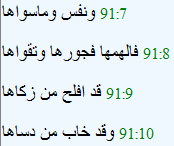 91:7 ونفس وماسواها
91:8 فالهمها فجورها وتقواها
91:9 قد افلح من زكاها
91:10 وقد خاب من دساها